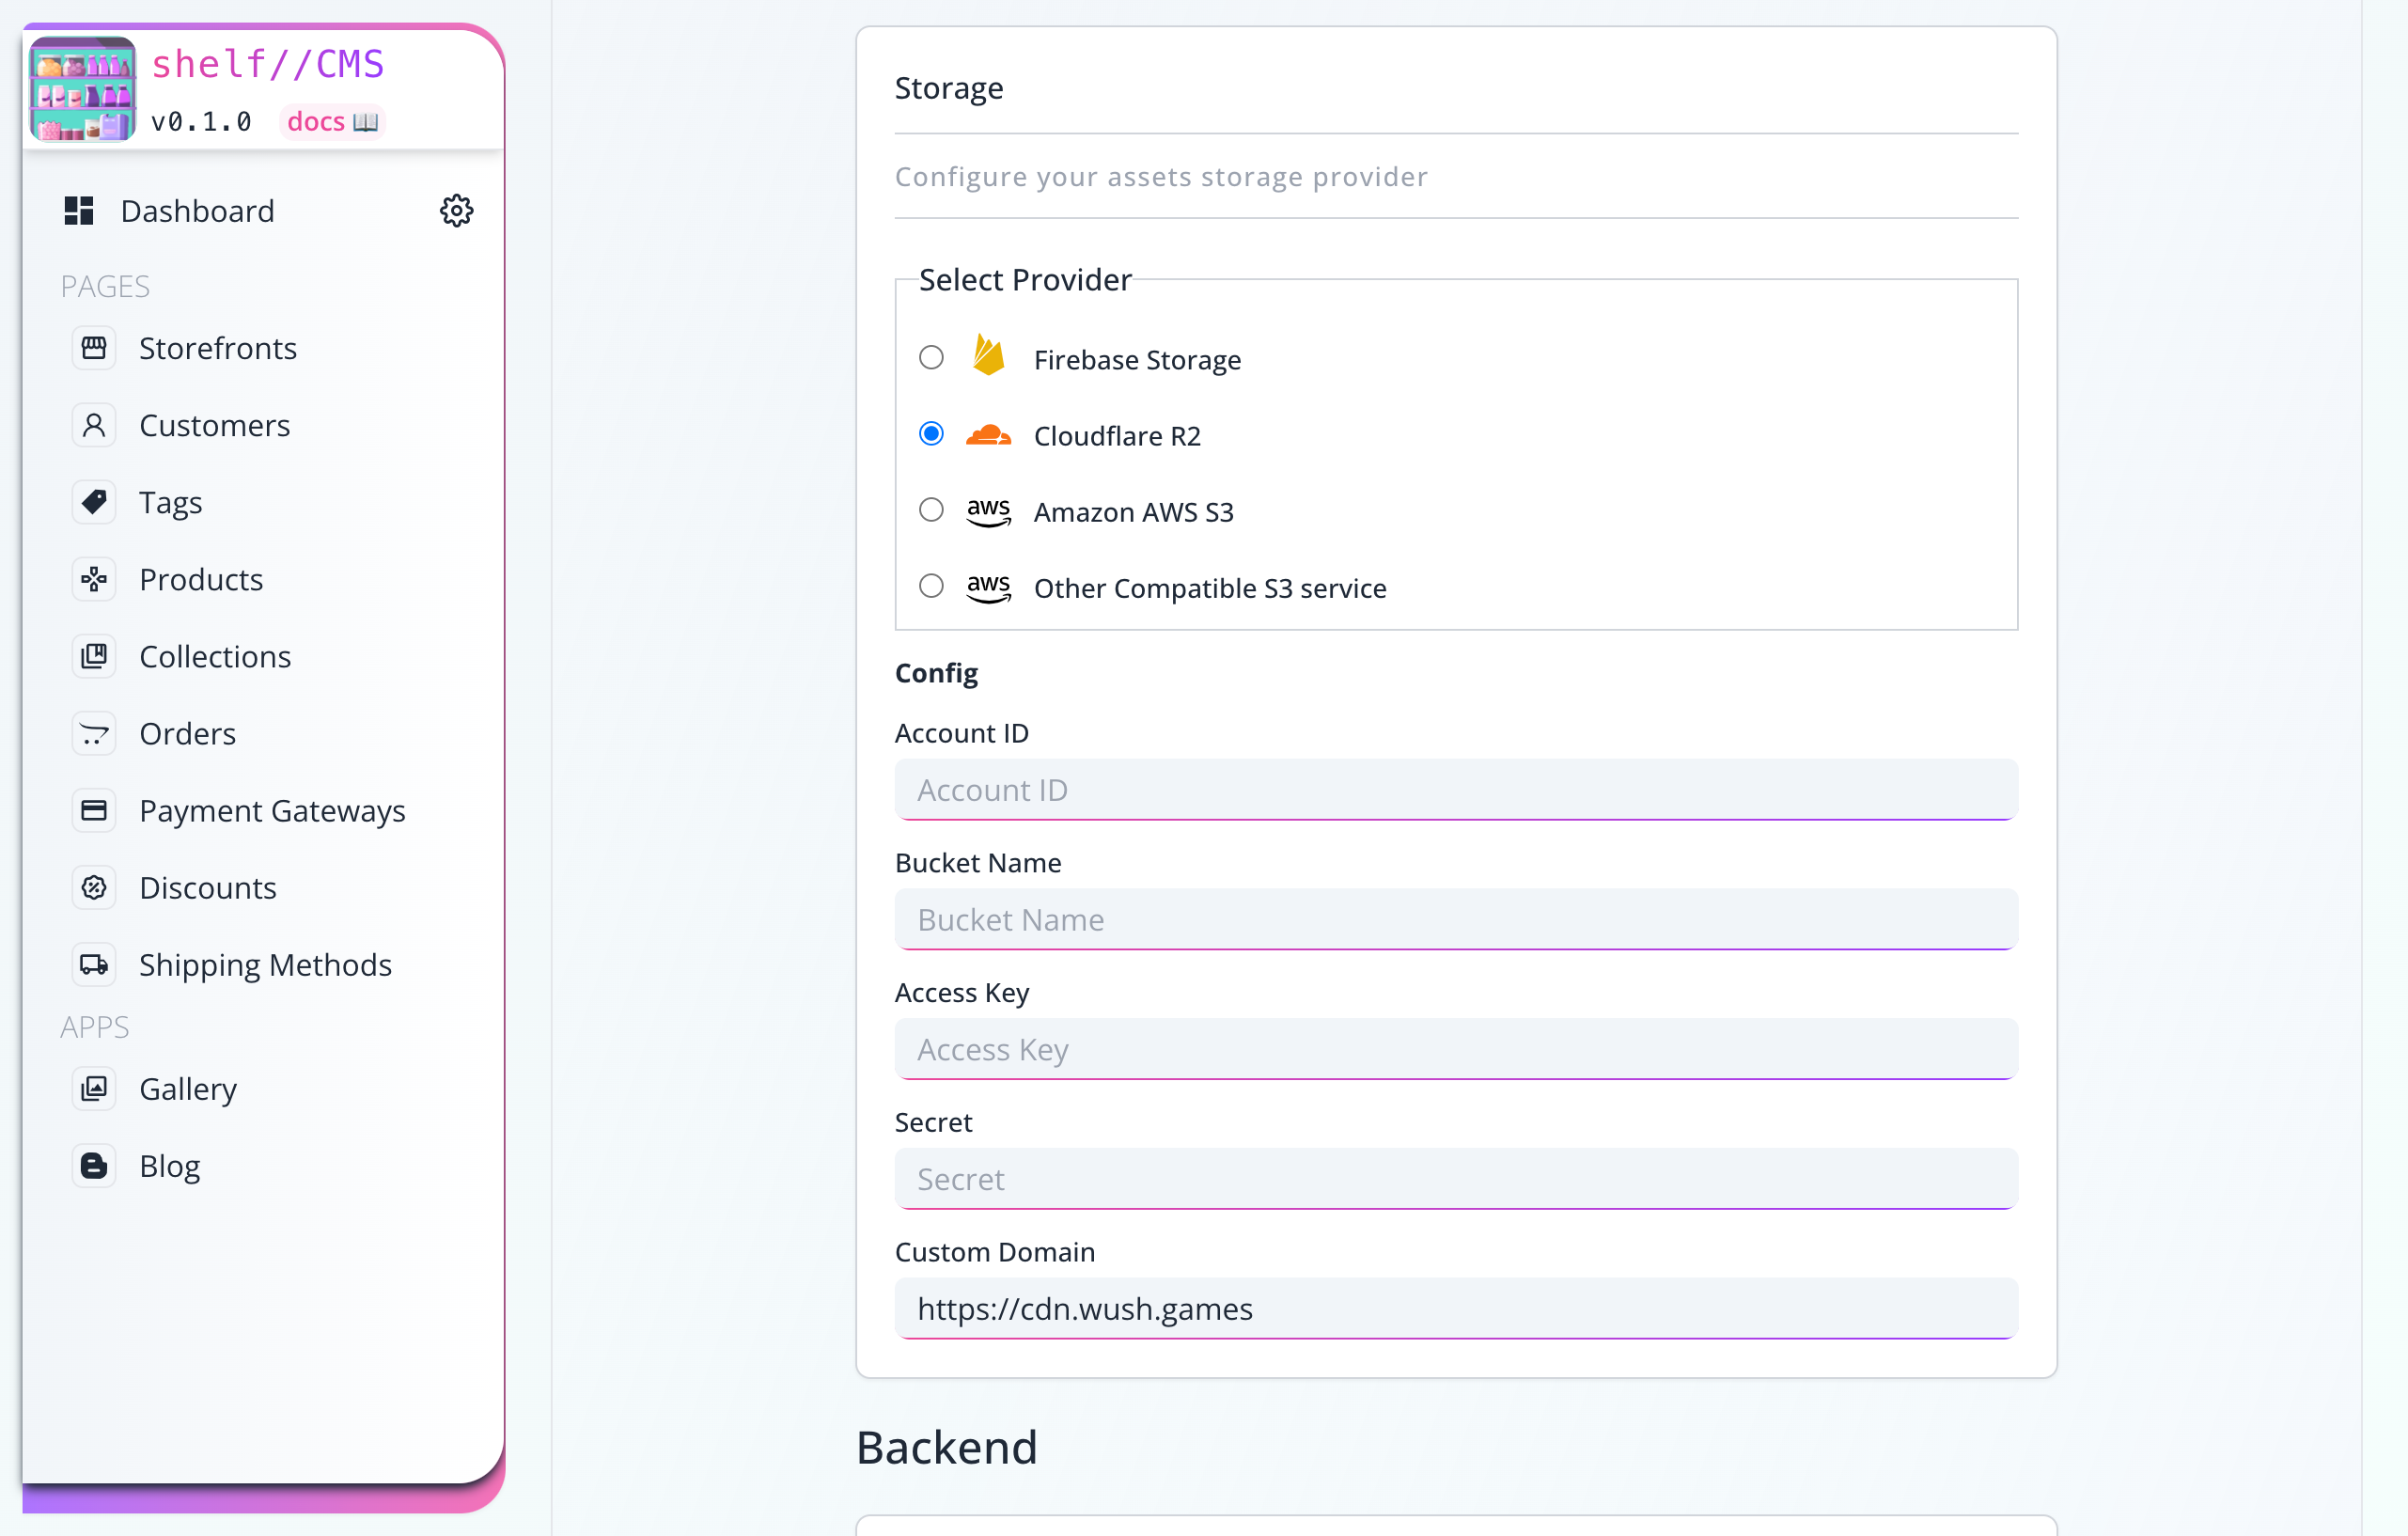 shelf//CMS
v0.1.0 docs 📖
Dashboard
PAGES
Storefronts
Customers
Tags
Products
Collections
Orders
Payment Gateways
Discounts
Shipping Methods
APPS
Gallery
Blog
Storage
Configure your assets storage provider
Select Provider
Firebase Storage
Cloudflare R2
aws Amazon AWS S3
aws Other Compatible S3 service
Config
Account ID
Account ID
Bucket Name
Bucket Name
Access Key
Access Key
Secret
Secret
Custom Domain
https://cdn.wush.games
Backend